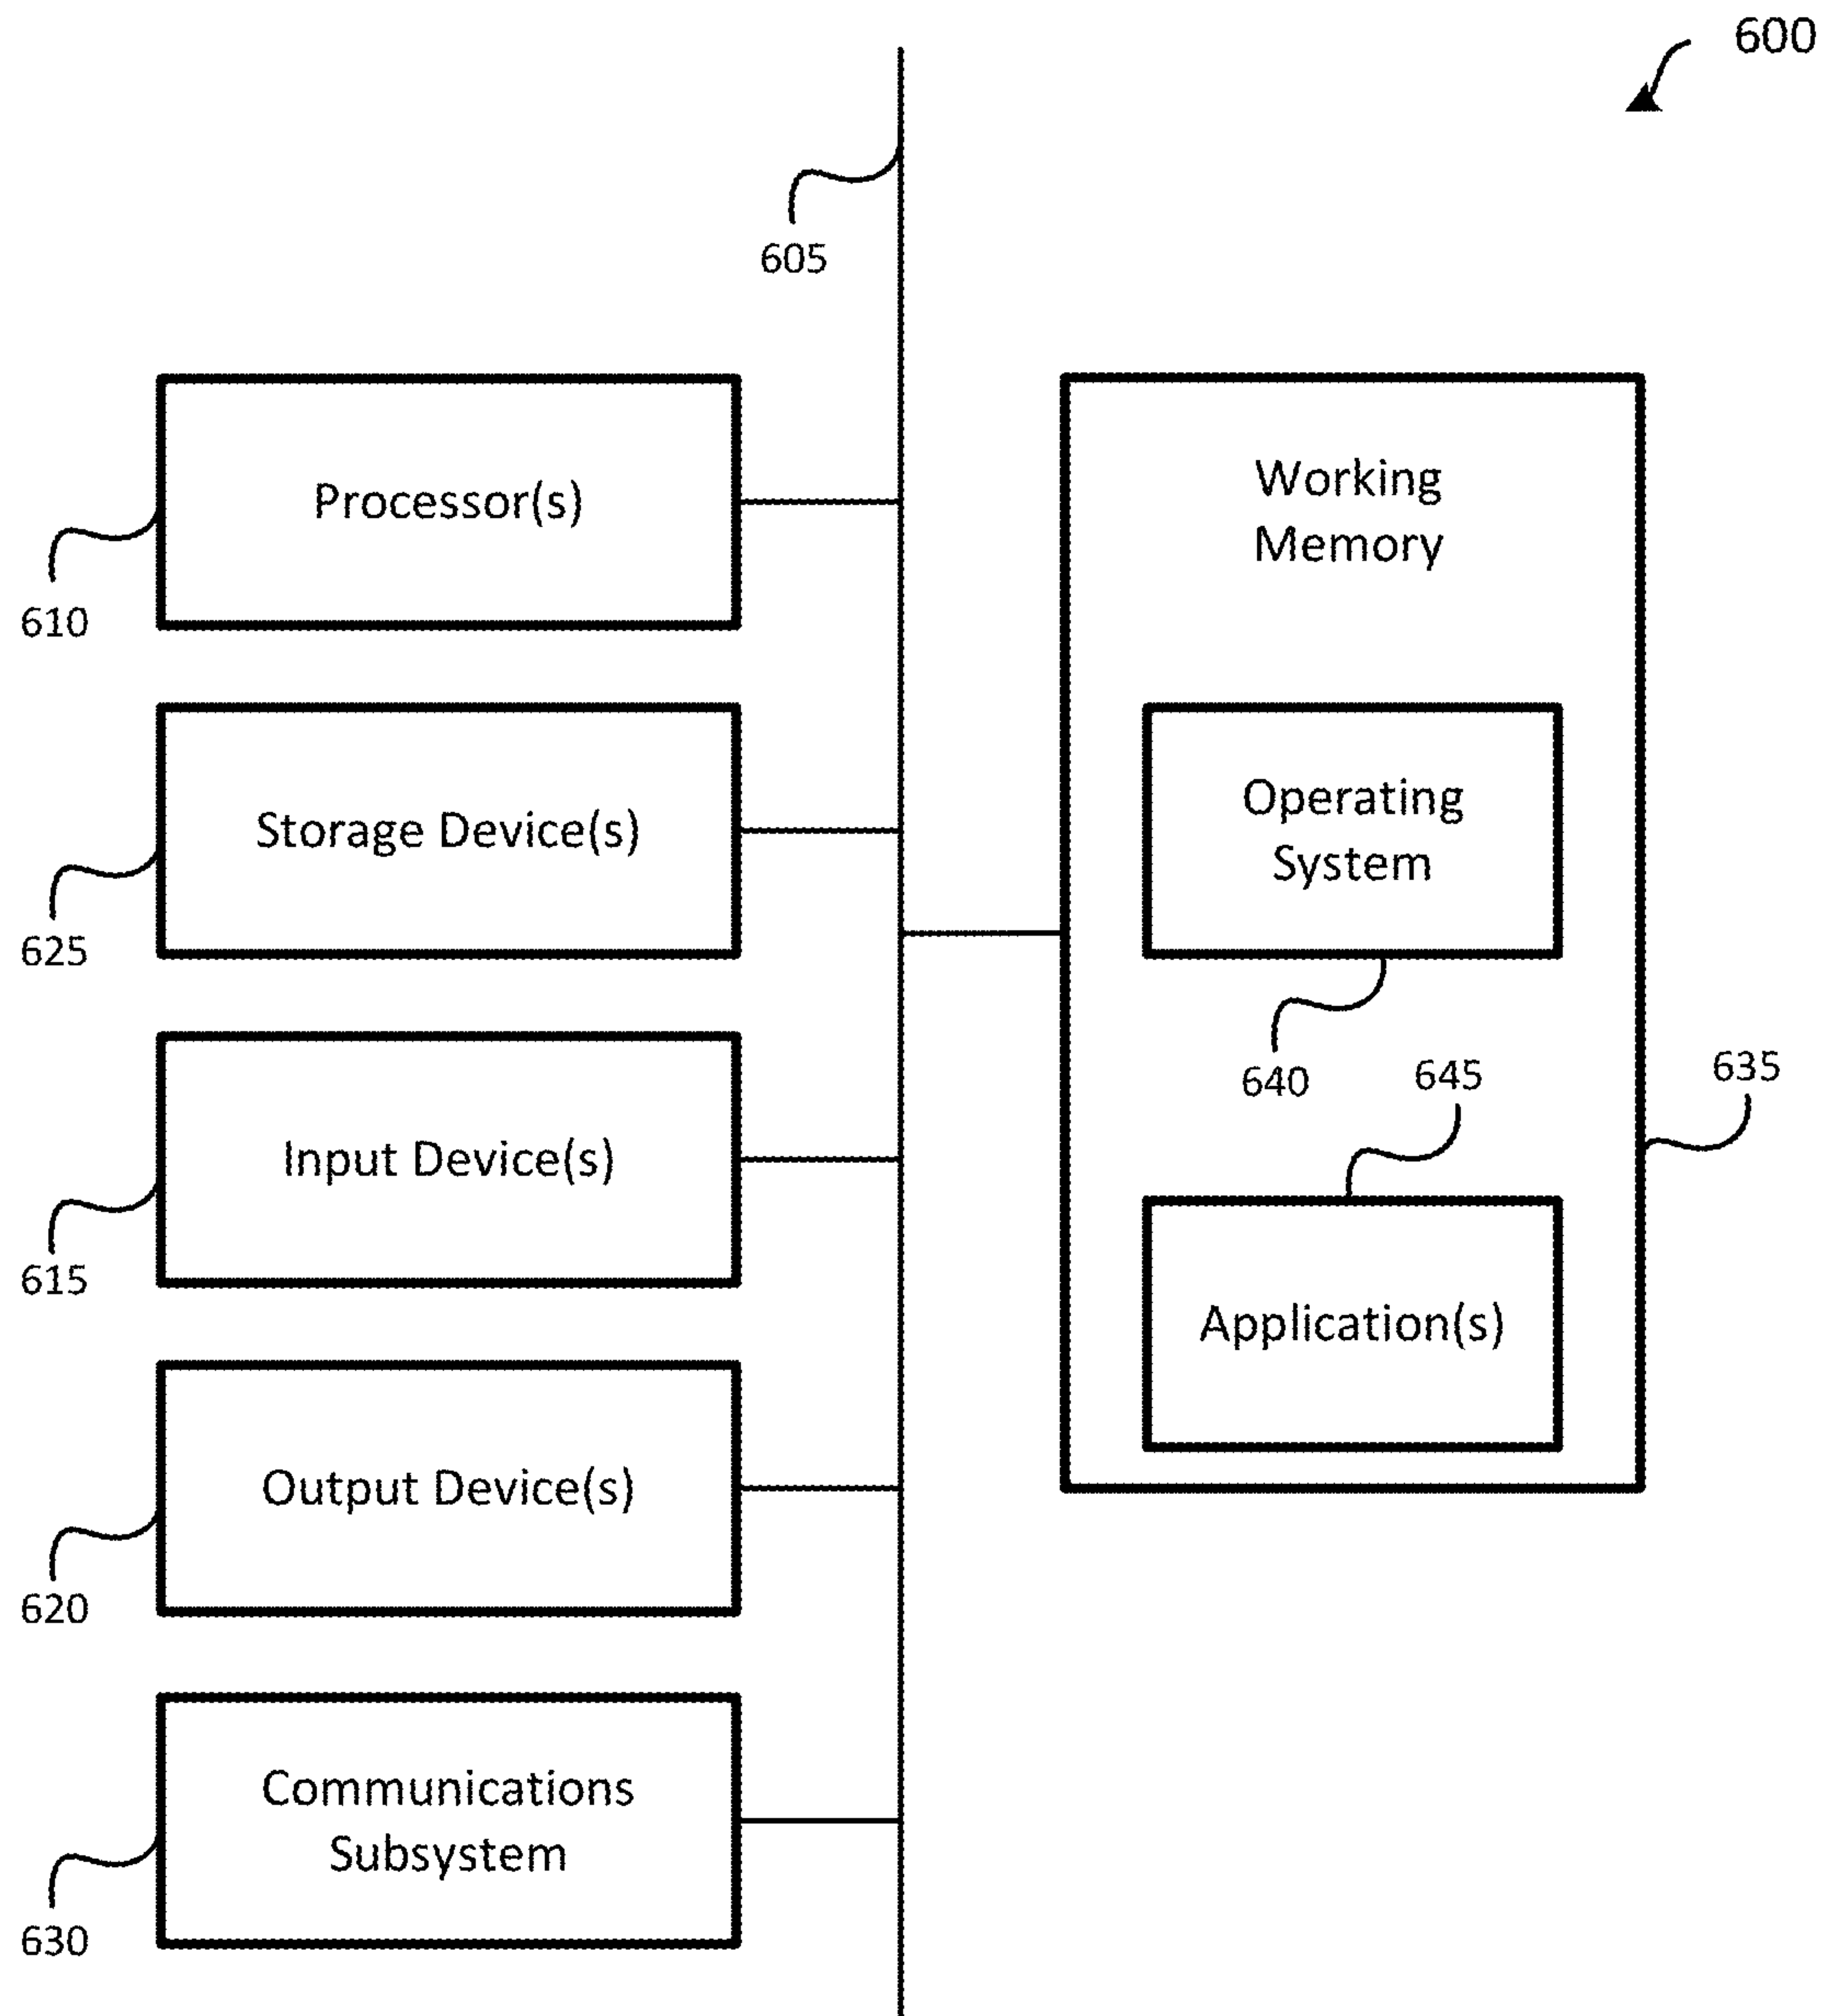 600
605
Processor(s)
610
Storage Device(s)
625
Input Device(s)
615
Output Device(s)
620
Communications
Subsystem
630
Working
Memory
Operating
System
640
645
635
Application(s)